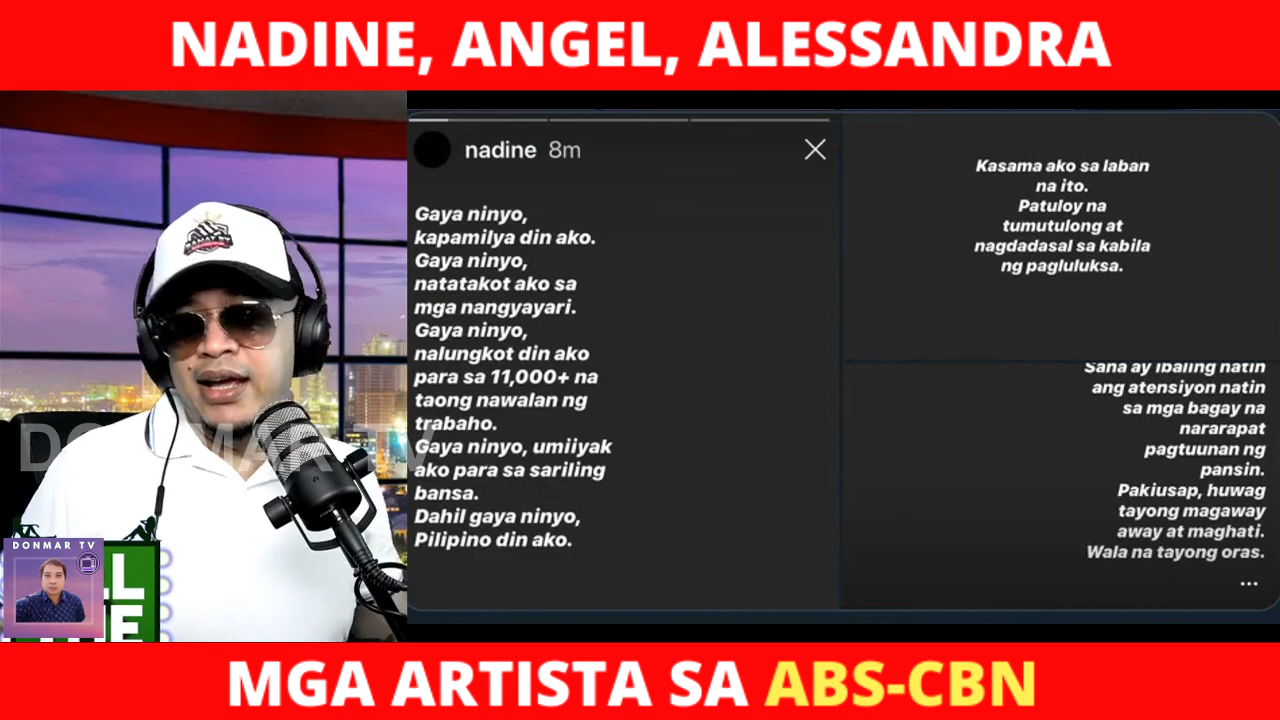 NADINE, ANGEL, ALESSANDRA
nadine 8m
Gaya ninyo,
kapamilya din ako.
Gaya ninyo,
natatakot ako sa
mga nangyayari.
Gaya ninyo,
nalungkot din ako
para sa 11,000+ na
taong nawalan ng
trabaho.
Gaya ninyo, umiiyak
ako para sa sariling
bansa.
Dahil gaya ninyo,
Pilipino din ako.
Kasama ako sa laban
na ito.
Patuloy na
tumutulong at
nagdadasal sa kabila
ng pagluluksa.
Sana ay ibaling natin
ang atensiyon natin
sa mga bagay na
nararapat
pagtuunan ng
pansin.
Pakiusap, huwag
tayong magaway
away at maghati.
Wala na tayong oras.
...
DONMAR TV
DONMAR TV
MGA ARTISTA SA ABS-CBN